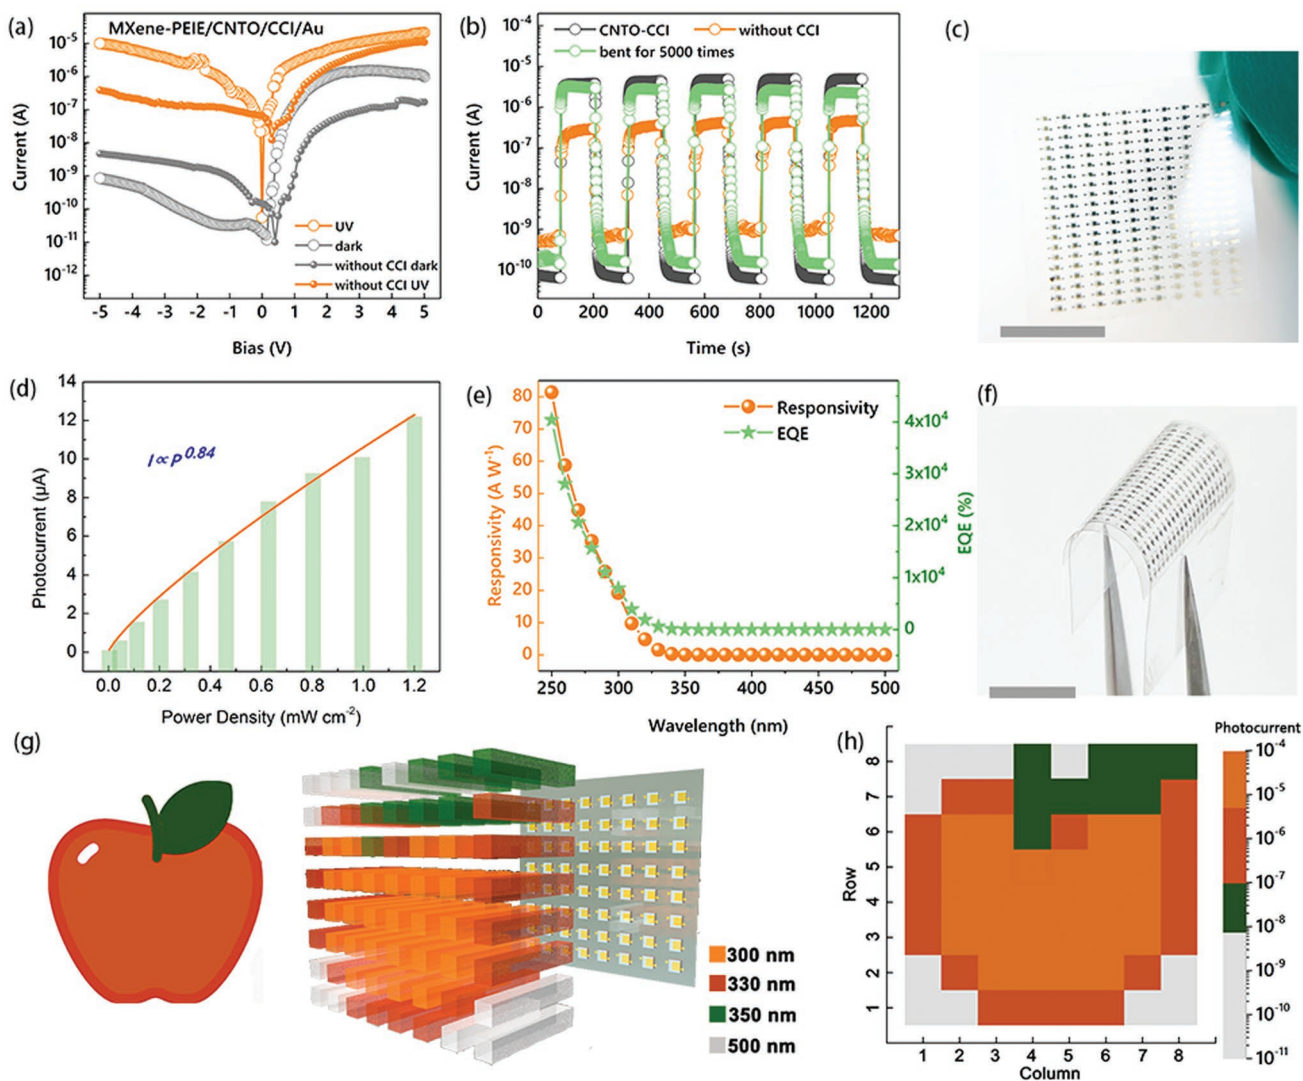 (a)
MXene-PEIE/CNTO/CCI/Au
10⁻⁵
10⁻⁶
10⁻⁷
10⁻⁸
10⁻⁹
10⁻¹⁰
10⁻¹¹
10⁻¹²
Current (A)
UV
dark
without CCI dark
without CCI UV
-5 -4 -3 -2 -1 0 1 2 3 4 5
Bias (V)
(b)
10⁻⁴
10⁻⁵
10⁻⁶
10⁻⁷
10⁻⁸
10⁻⁹
10⁻¹⁰
Current (A)
CNTO-CCI without CCI
bent for 5000 times
0 200 400 600 800 1000 1200
Time (s)
(c)
(d)
14
12
10
8
6
4
2
0
Photocurrent (μA)
I∝P^0.84
0.0 0.2 0.4 0.6 0.8 1.0 1.2
Power Density (mW cm⁻²)
(e)
80
70
60
50
40
30
20
10
0
Responsivity (A W⁻¹)
Responsivity
EQE
4x10⁴
3x10⁴
2x10⁴
1x10⁴
0
EQE (%)
250 300 350 400 450 500
Wavelength (nm)
(f)
(g)
300 nm
330 nm
350 nm
500 nm
(h)
8
7
6
5
4
3
2
1
Row
1 2 3 4 5 6 7 8
Column
Photocurrent
10⁻⁴
10⁻⁵
10⁻⁶
10⁻⁷
10⁻⁸
10⁻⁹
10⁻¹⁰
10⁻¹¹